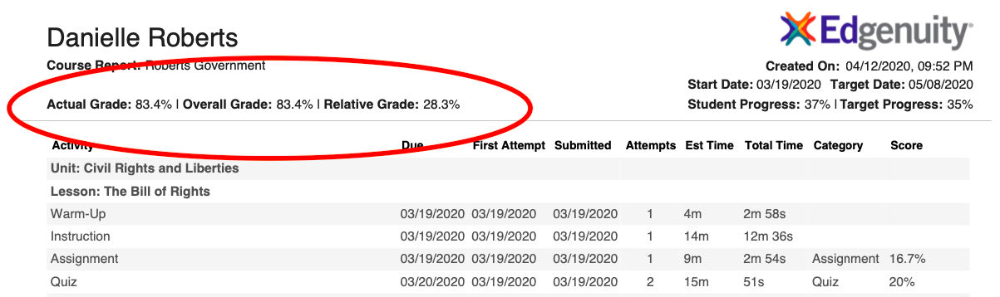 Danielle Roberts
Edgenuity
Course Report: Roberts Government
Created On: 04/12/2020, 09:52 PM
Start Date: 03/19/2020 Target Date: 05/08/2020
Actual Grade: 83.4% | Overall Grade: 83.4% | Relative Grade: 28.3%
Student Progress: 37% | Target Progress: 35%
Activity Due First Attempt Submitted Attempts Est Time Total Time Category Score
Unit: Civil Rights and Liberties
Lesson: The Bill of Rights
Warm-Up 03/19/2020 03/19/2020 03/19/2020 1 4m 2m 58s
Instruction 03/19/2020 03/19/2020 03/19/2020 1 14m 12m 36s
Assignment 03/19/2020 03/19/2020 03/19/2020 1 9m 2m 54s Assignment 16.7%
Quiz 03/20/2020 03/19/2020 03/19/2020 2 15m 51s Quiz 20%